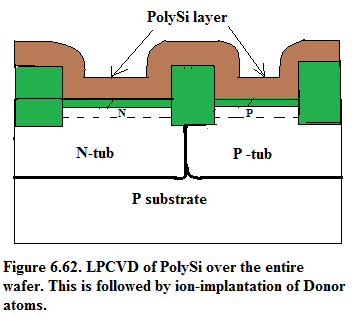 PolySi layer
N
P
N-tub
P -tub
P substrate
Figure 6.62. LPCVD of PolySi over the entire
wafer. This is followed by ion-implantation of Donor
atoms.